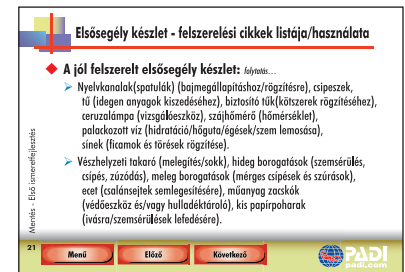 Elsősegély készlet - felszerelési cikkek listája/használata
A jól felszerelt elsősegély készlet: folytatás...
Nyelvkanalak(spatulák) (bajmegállapításhoz/rögzítésre), csipeszek,
tű (idegen anyagok kiszedéséhez), biztosító tűk(kötszerek rögzítéséhez),
ceruzalámpa (vizsgálóeszköz), szájhőmérő (hőmérséklet),
palackozott víz (hidratáció/hőguta/égések/szem lemosása),
sínek (ficamok és törések rögzítése).
Vészhelyzeti takaró (melegítés/sokk), hideg borogatások (szemsérülés,
csípés, zúzódás), meleg borogatások (mérges csípések és szúrások),
ecet (csalánsejtek semlegesítésére), műanyag zacskók
(védőeszköz és/vagy hulladéktároló), kis papírpoharak
(ivásra/szemsérülések lefedésére).
Mentés - Első ismeretfejlesztés
21
Menü
Előző
Következő
PADI
padi.com